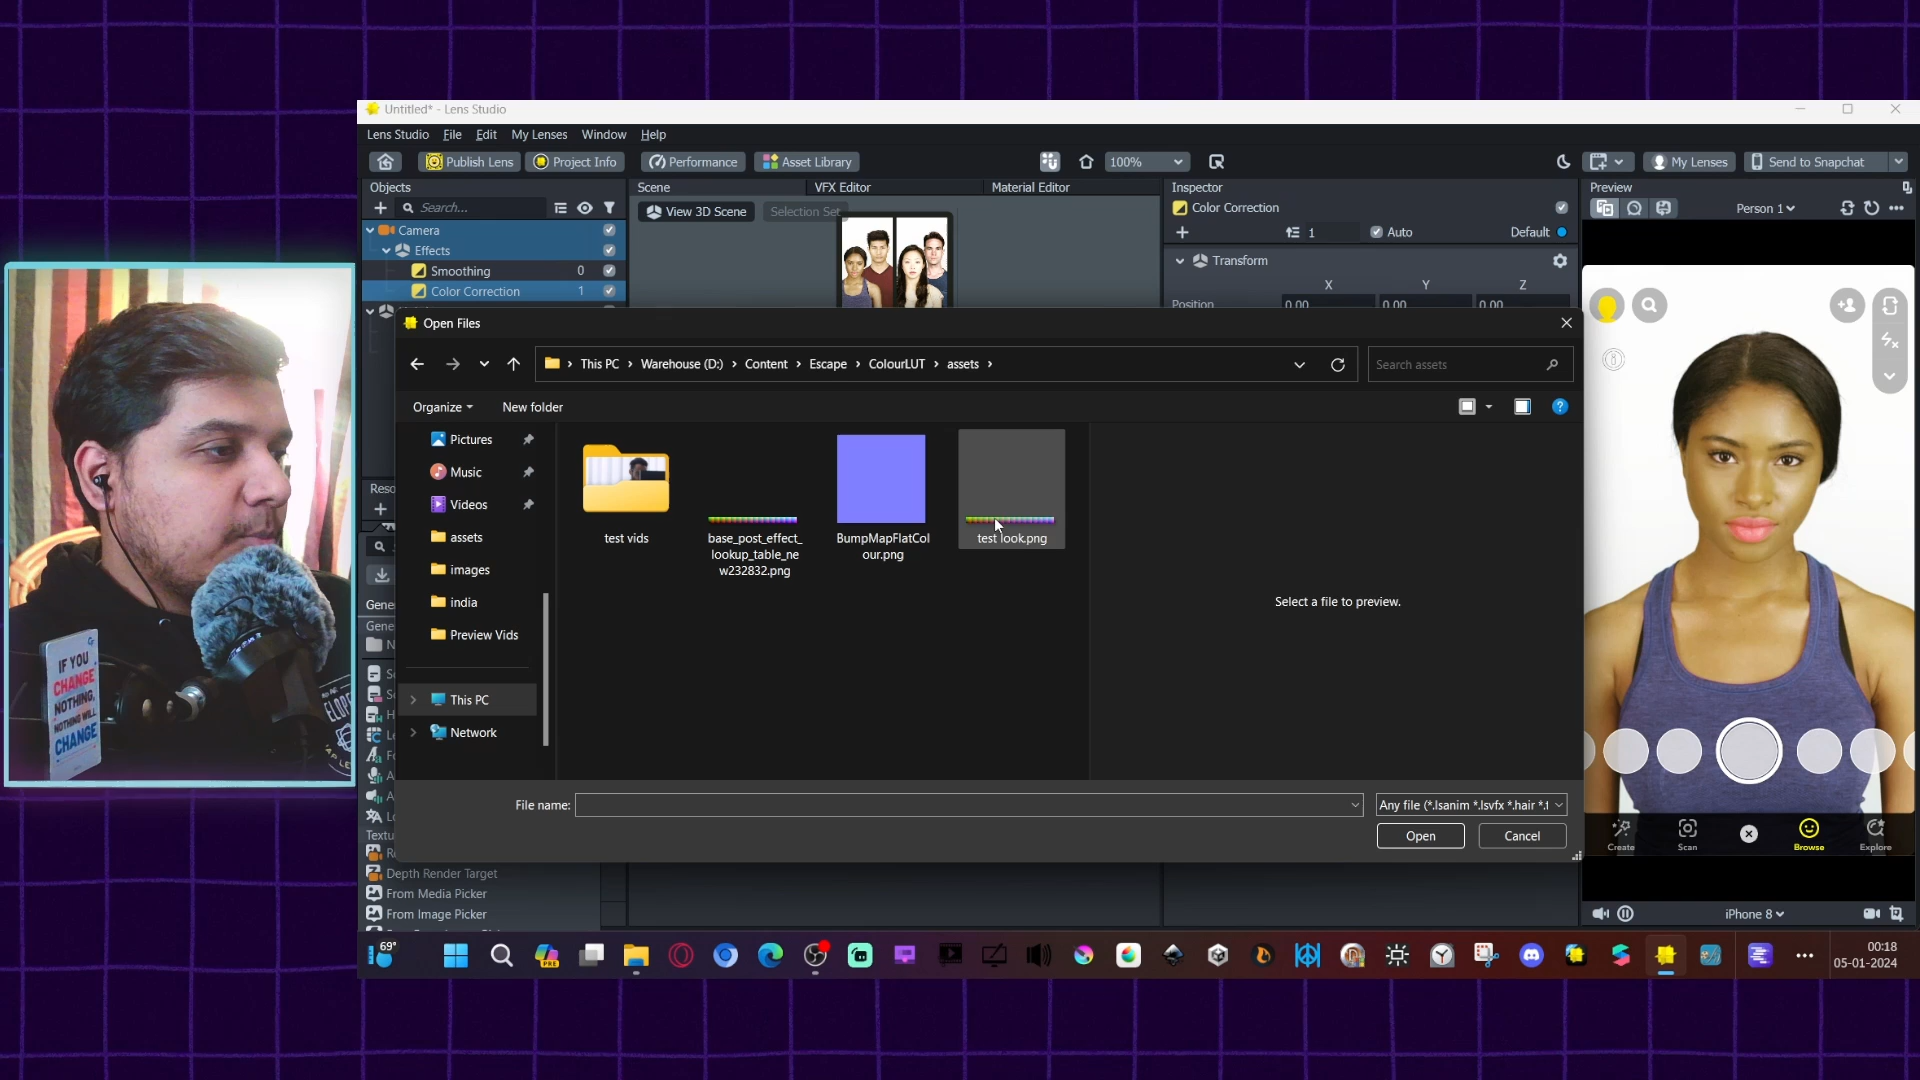 Untitled* - Lens Studio
Lens Studio File Edit My Lenses Window Help
Publish Lens Project Info Performance Asset Library 100% My Lenses Send to Snapchat
Objects
Search...
Camera
Effects
Smoothing 0
Color Correction 1
Scene VFX Editor Material Editor
View 3D Scene Selection Set
Inspector
Color Correction
1 Auto Default
Transform
X Y Z
Position 0.00 0.00 0.00
Preview
Person 1
Open Files
This PC Warehouse (D:) Content Escape ColourLUT assets
Search assets
Organize New folder
Pictures
Music
Videos
assets
images
india
Preview Vids
This PC
Network
test vids
base_post_effect_
lookup_table_ne
w232832.png
BumpMapFlatCol
our.png
test look.png
Select a file to preview.
File name:
Any file (*.lsanim *.lsvfx *.hair *.t
Open Cancel
Depth Render Target
From Media Picker
From Image Picker
Create Scan Browse Explore
iPhone 8
69°
PRE
00:18
05-01-2024
IF YOU
CHANGE
NOTHING,
NOTHING WILL
CHANGE